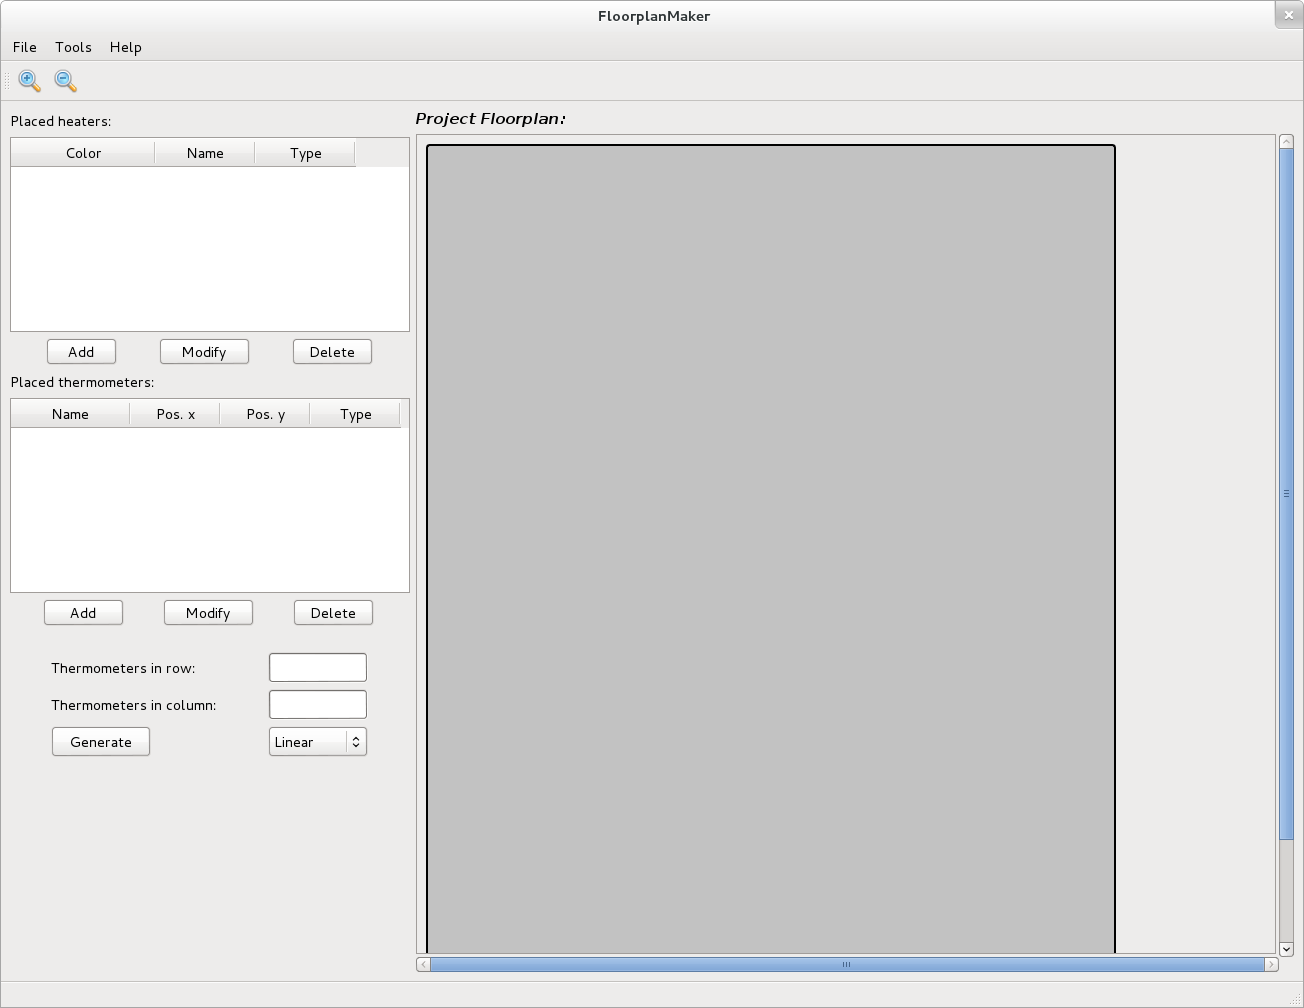 FloorplanMaker
File Tools Help
Placed heaters:
Color Name Type
Add Modify Delete
Placed thermometers:
Name Pos. x Pos. y Type
Add Modify Delete
Thermometers in row:
Thermometers in column:
Generate Linear
Project Floorplan: